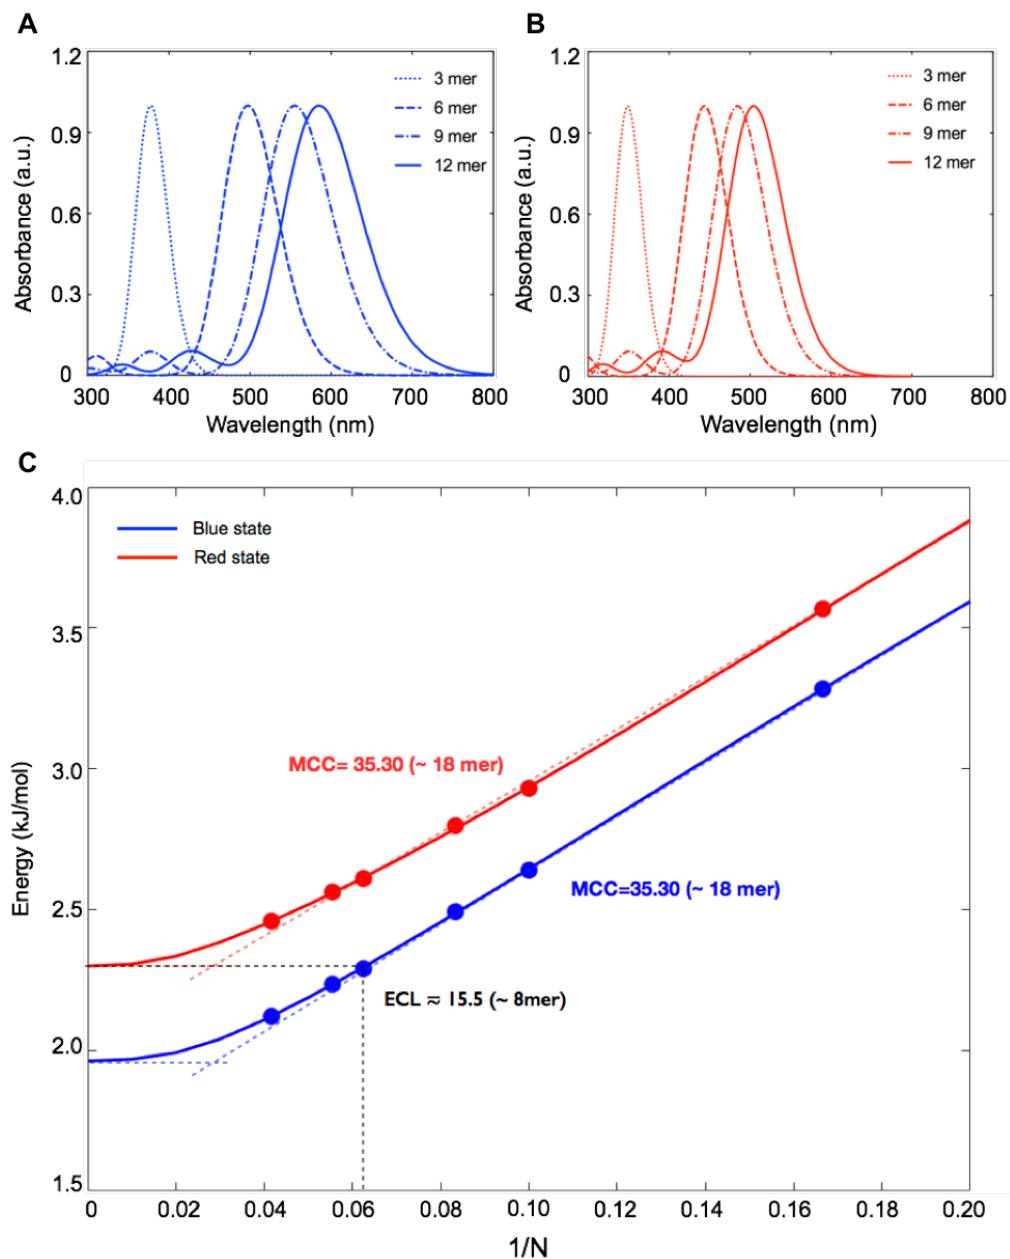 A
1.2
0.9
0.6
0.3
0
Absorbance (a.u.)
3 mer
6 mer
9 mer
12 mer
300 400 500 600 700 800
Wavelength (nm)
B
1.2
0.9
0.6
0.3
0
Absorbance (a.u.)
3 mer
6 mer
9 mer
12 mer
300 400 500 600 700 800
Wavelength (nm)
C
4.0
3.5
3.0
2.5
2.0
1.5
Energy (kJ/mol)
Blue state
Red state
MCC= 35.30 (~ 18 mer)
MCC=35.30 (~ 18 mer)
ECL ≂ 15.5 (~ 8mer)
0 0.02 0.04 0.06 0.08 0.10 0.12 0.14 0.16 0.18 0.20
1/N